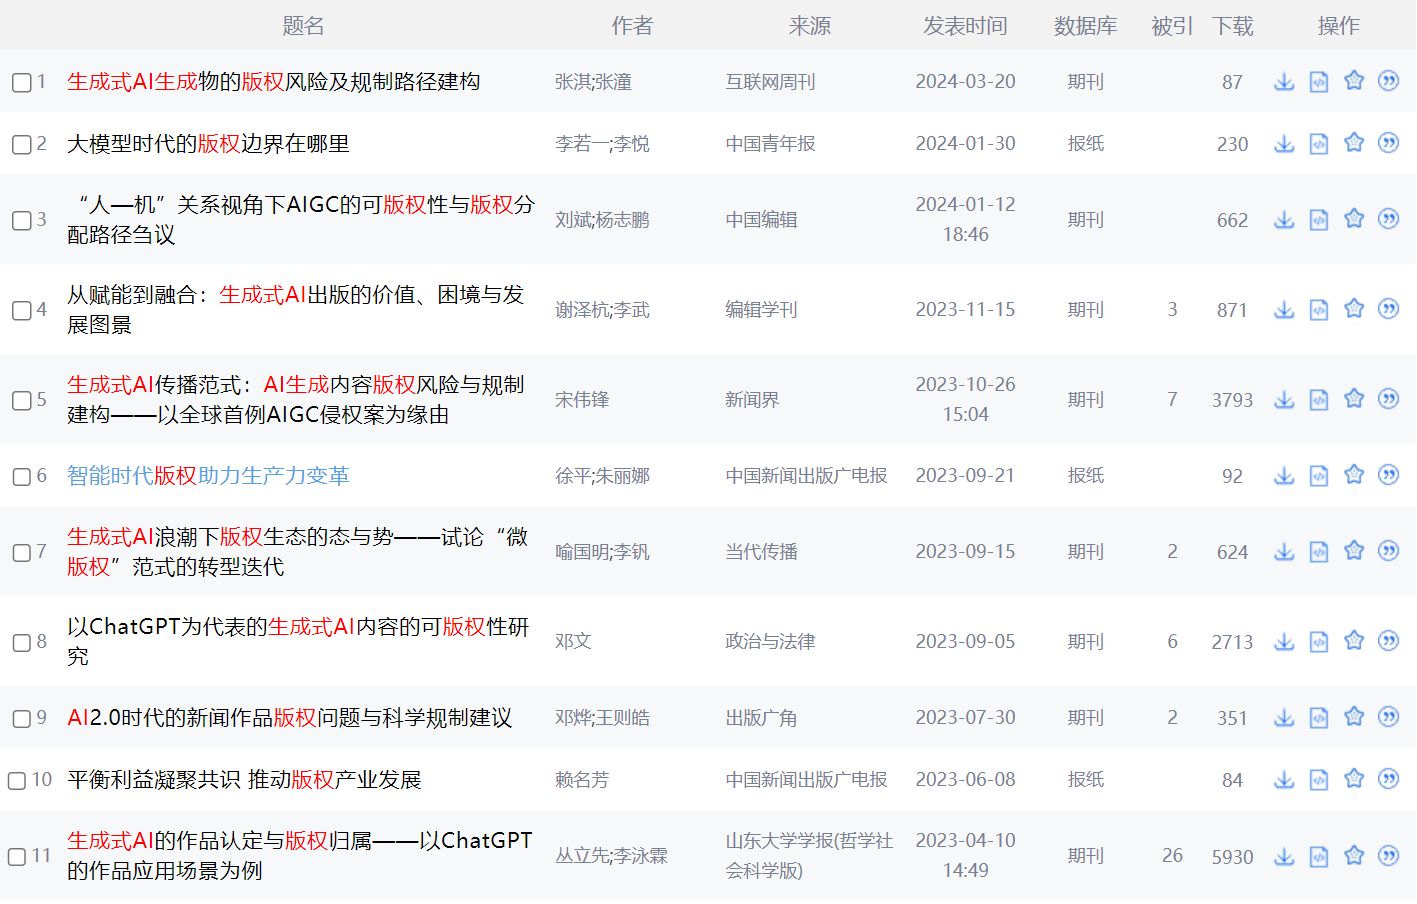 题名 作者 来源 发表时间 数据库 被引 下载 操作
1 生成式AI生成物的版权风险及规制路径建构 张淇;张潼 互联网周刊 2024-03-20 期刊 87
2 大模型时代的版权边界在哪里 李若一;李悦 中国青年报 2024-01-30 报纸 230
3 “人—机”关系视角下AIGC的可版权性与版权分
配路径刍议 刘斌;杨志鹏 中国编辑 2024-01-12
18:46 期刊 662
4 从赋能到融合：生成式AI出版的价值、困境与发
展图景 谢泽杭;李武 编辑学刊 2023-11-15 期刊 3 871
5 生成式AI传播范式：AI生成内容版权风险与规制
建构——以全球首例AIGC侵权案为缘由 宋伟锋 新闻界 2023-10-26
15:04 期刊 7 3793
6 智能时代版权助力生产力变革 徐平;朱丽娜 中国新闻出版广电报 2023-09-21 报纸 92
7 生成式AI浪潮下版权生态的态与势——试论“微
版权”范式的转型迭代 喻国明;李钒 当代传播 2023-09-15 期刊 2 624
8 以ChatGPT为代表的生成式AI内容的可版权性研
究 邓文 政治与法律 2023-09-05 期刊 6 2713
9 AI2.0时代的新闻作品版权问题与科学规制建议 邓烨;王则皓 出版广角 2023-07-30 期刊 2 351
10 平衡利益凝聚共识 推动版权产业发展 赖名芳 中国新闻出版广电报 2023-06-08 报纸 84
11 生成式AI的作品认定与版权归属——以ChatGPT
的作品应用场景为例 丛立先;李泳霖 山东大学学报(哲学社
会科学版) 2023-04-10
14:49 期刊 26 5930